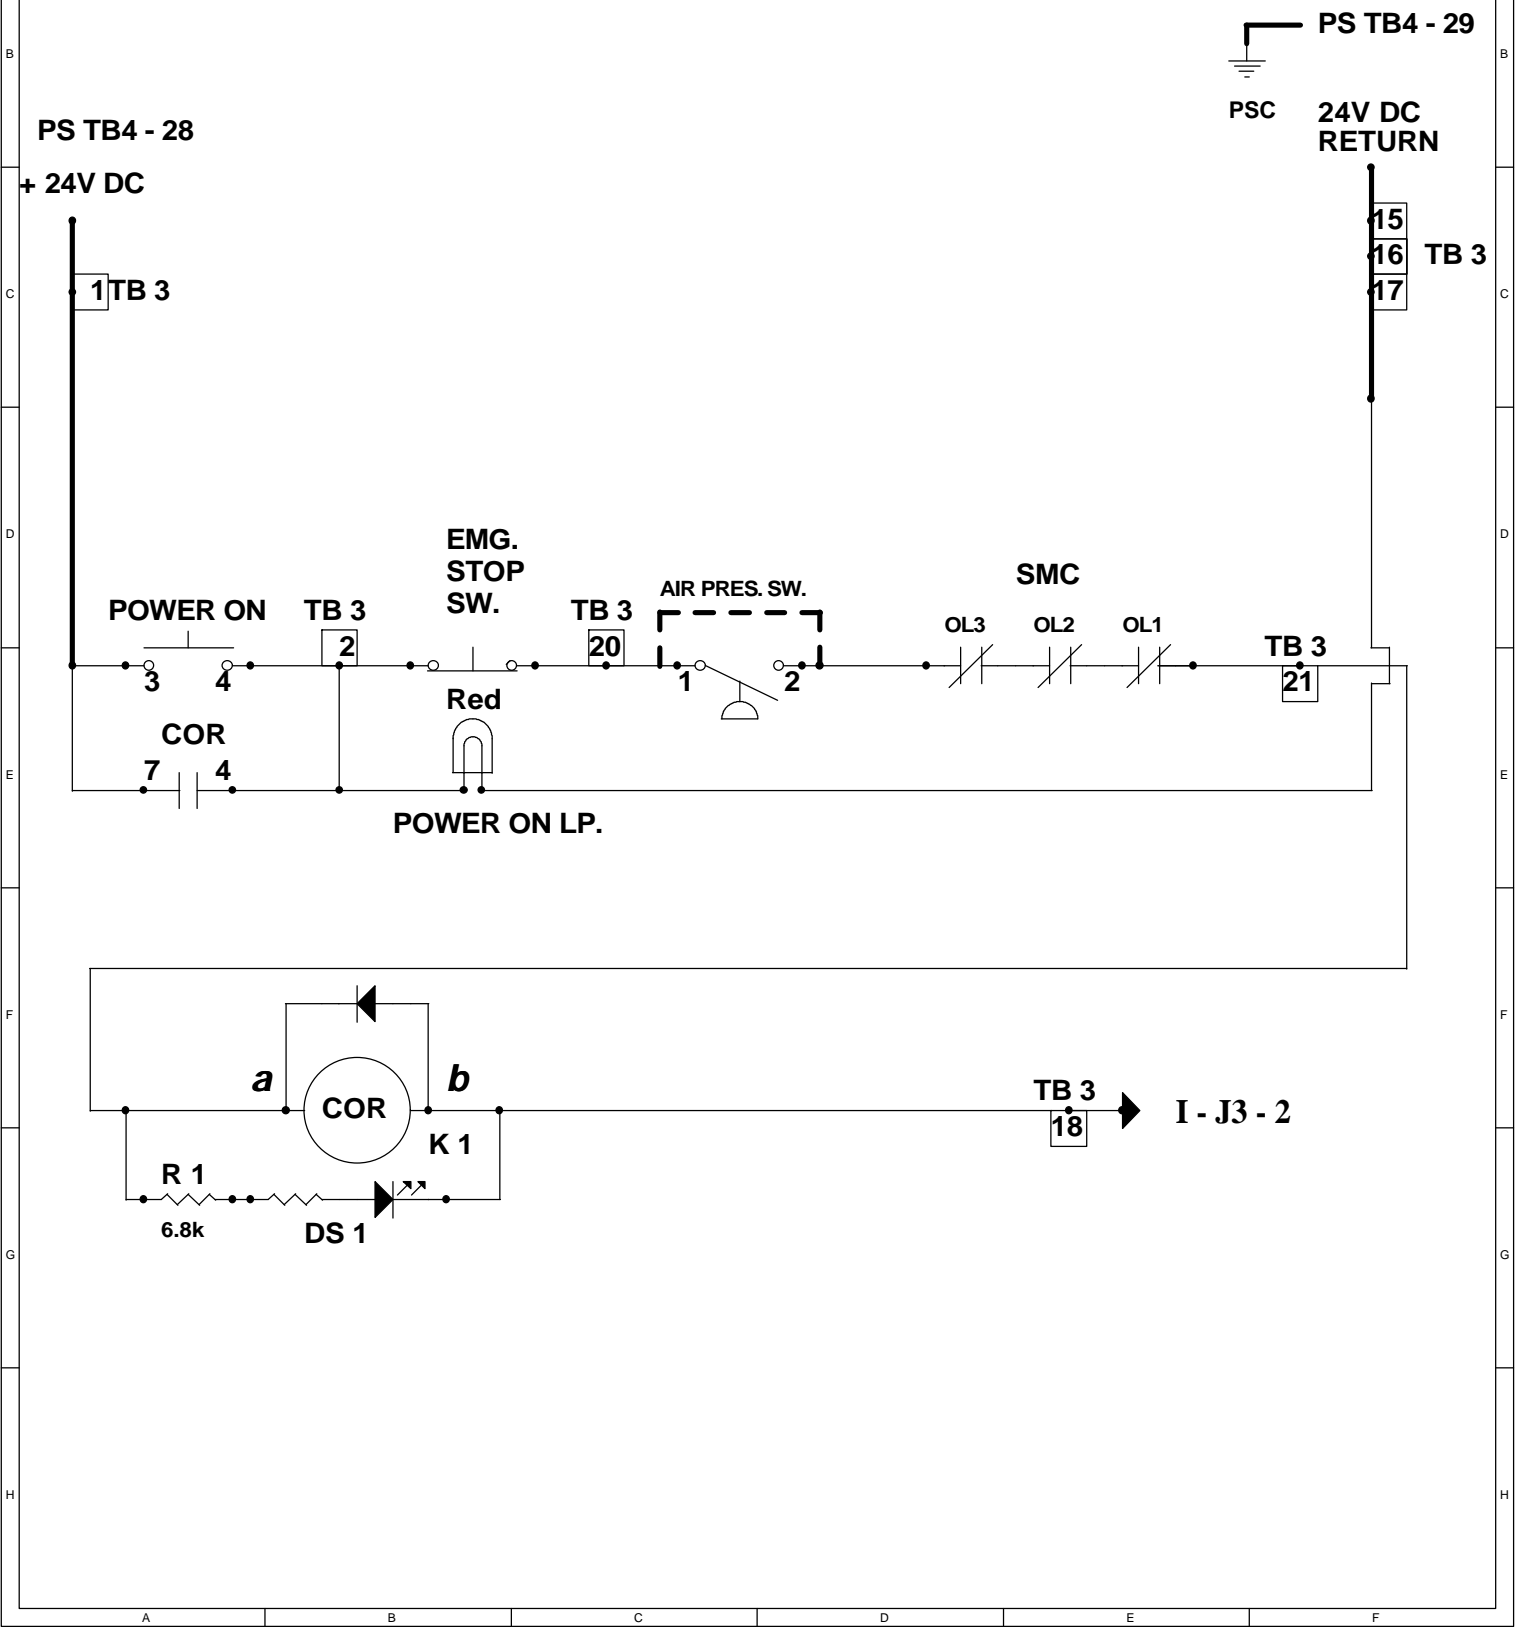 PS TB4 - 29
B
B
PSC
24V DC
RETURN
PS TB4 - 28
+ 24V DC
15
16
TB 3
17
1
TB 3
C
C
D
D
EMG.
STOP
SW.
SMC
AIR PRES. SW.
POWER ON
TB 3
TB 3
OL3
OL2
OL1
2
20
TB 3
3
4
1
2
21
Red
COR
7
4
E
E
POWER ON LP.
F
F
a
b
COR
TB 3
I - J3 - 2
18
K 1
R 1
6.8k
DS 1
G
G
H
H
A
B
C
D
E
F